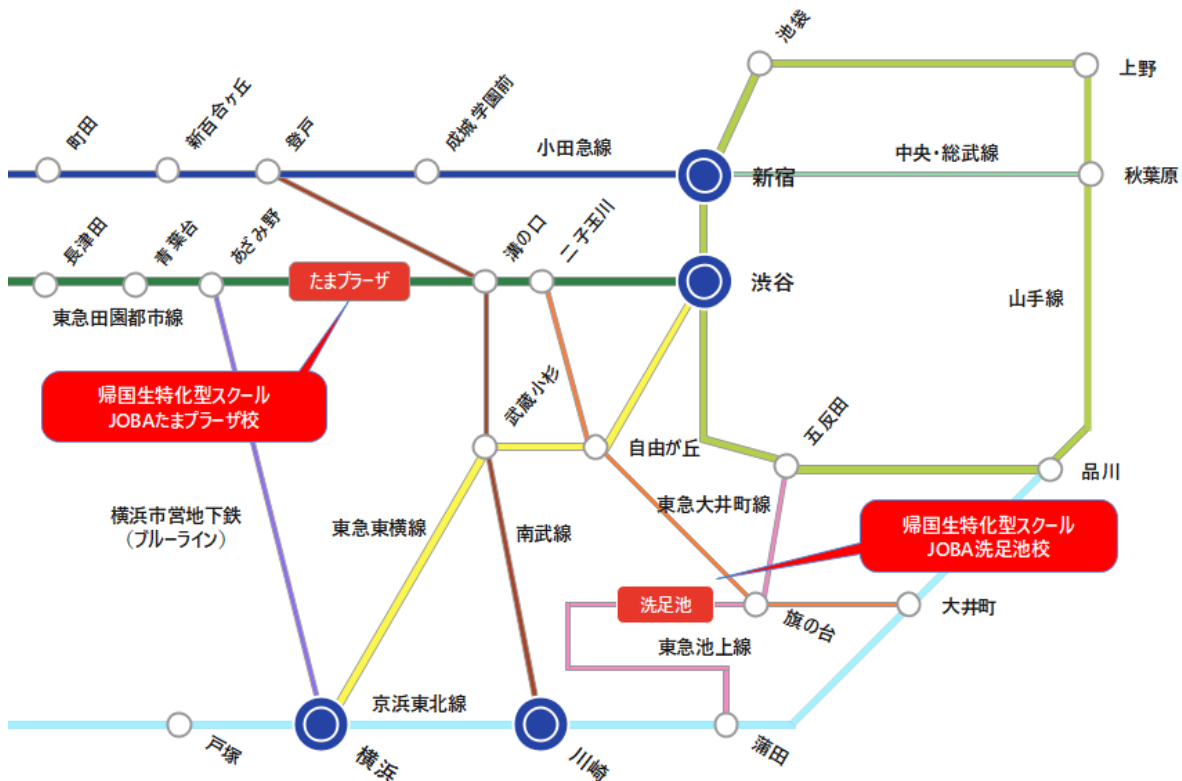 池袋
上野
町田
新百合ヶ丘
登戸
成城学園前
小田急線
新宿
中央・総武線
秋葉原
長津田
青葉台
あざみ野
たまプラーザ
溝の口
二子玉川
渋谷
山手線
東急田園都市線
帰国生特化型スクール
JOBAたまプラーザ校
武蔵小杉
自由が丘
五反田
品川
横浜市営地下鉄
（ブルーライン）
東急東横線
南武線
東急大井町線
帰国生特化型スクール
JOBA洗足池校
洗足池
旗の台
大井町
東急池上線
京浜東北線
戸塚
横浜
川崎
蒲田